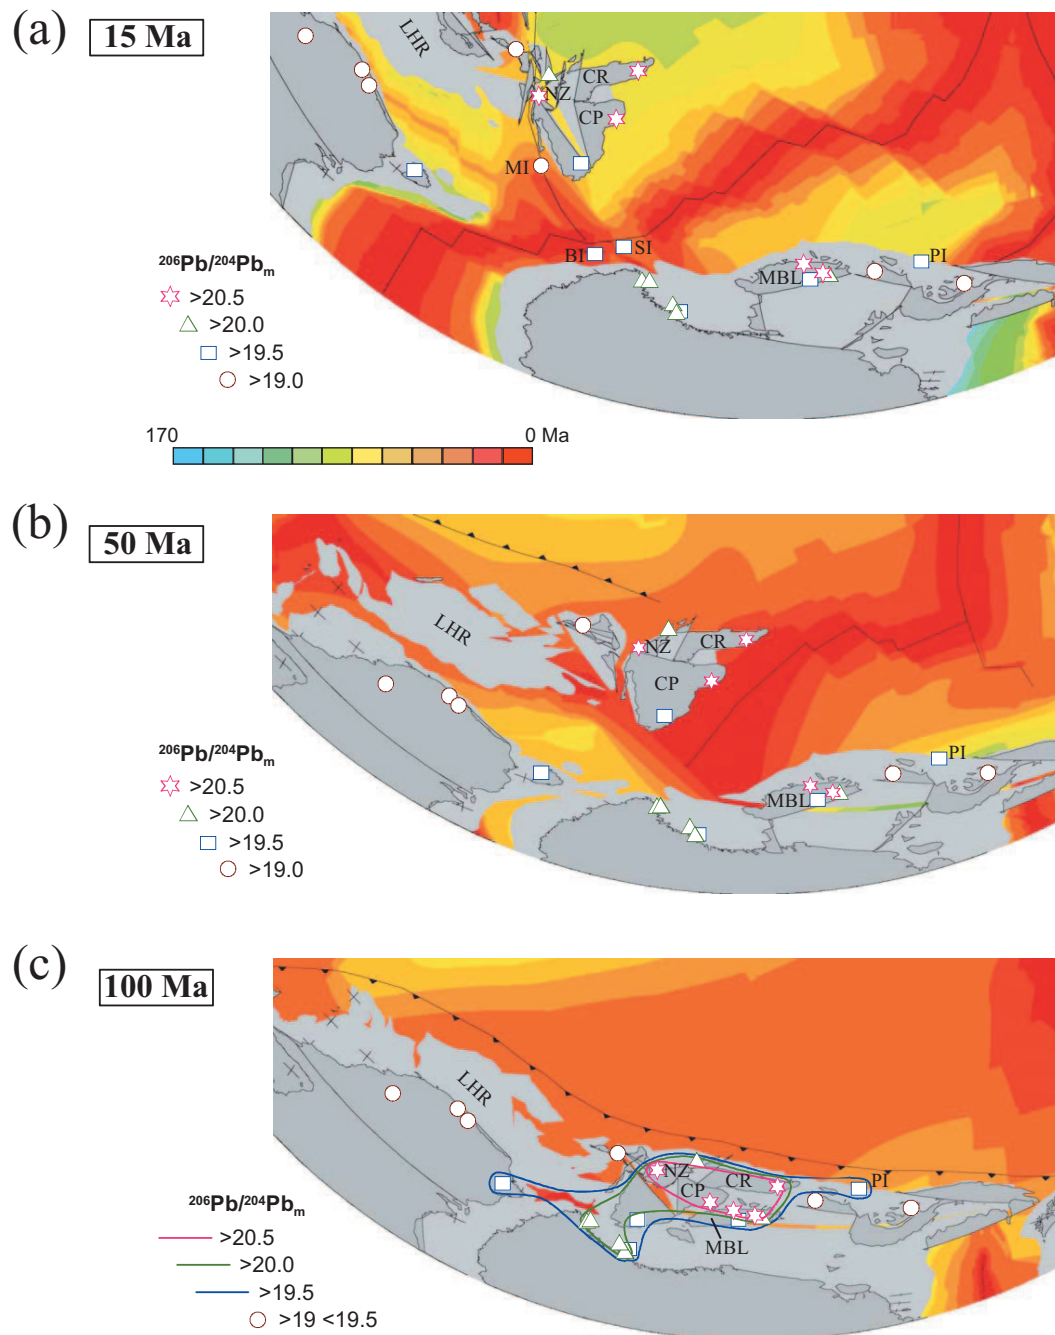 (a) 15 Ma
LHR
CR
NZ
CP
MI
BI SI
MBL PI
206Pb/204Pbm
>20.5
>20.0
>19.5
>19.0
170 0 Ma
(b) 50 Ma
LHR
NZ CR
CP
PI
MBL
206Pb/204Pbm
>20.5
>20.0
>19.5
>19.0
(c) 100 Ma
LHR
NZ
CR
CP
PI
MBL
206Pb/204Pbm
>20.5
>20.0
>19.5
>19 <19.5